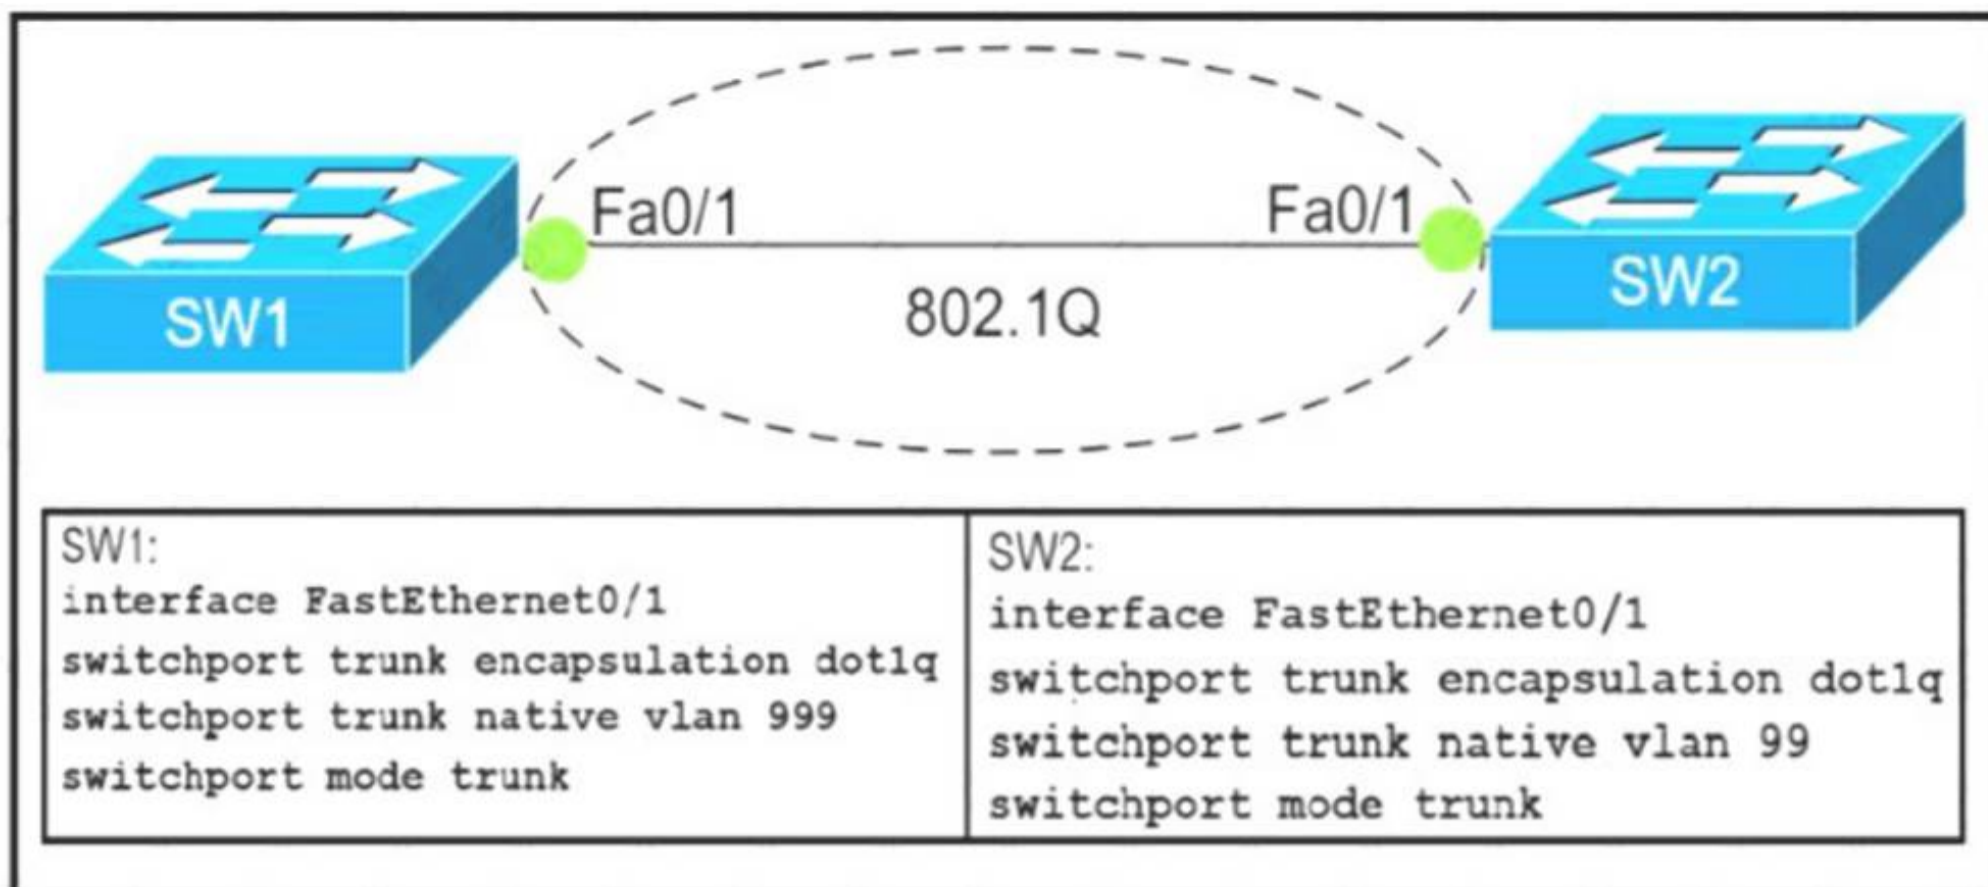 Fa0/1
Fa0/1
802.1Q
SW1
SW2
SW1:
interface FastEthernet0/1
switchport trunk encapsulation dot1q
switchport trunk native vlan 999
switchport mode trunk
SW2:
interface FastEthernet0/1
switchport trunk encapsulation dot1q
switchport trunk native vlan 99
switchport mode trunk